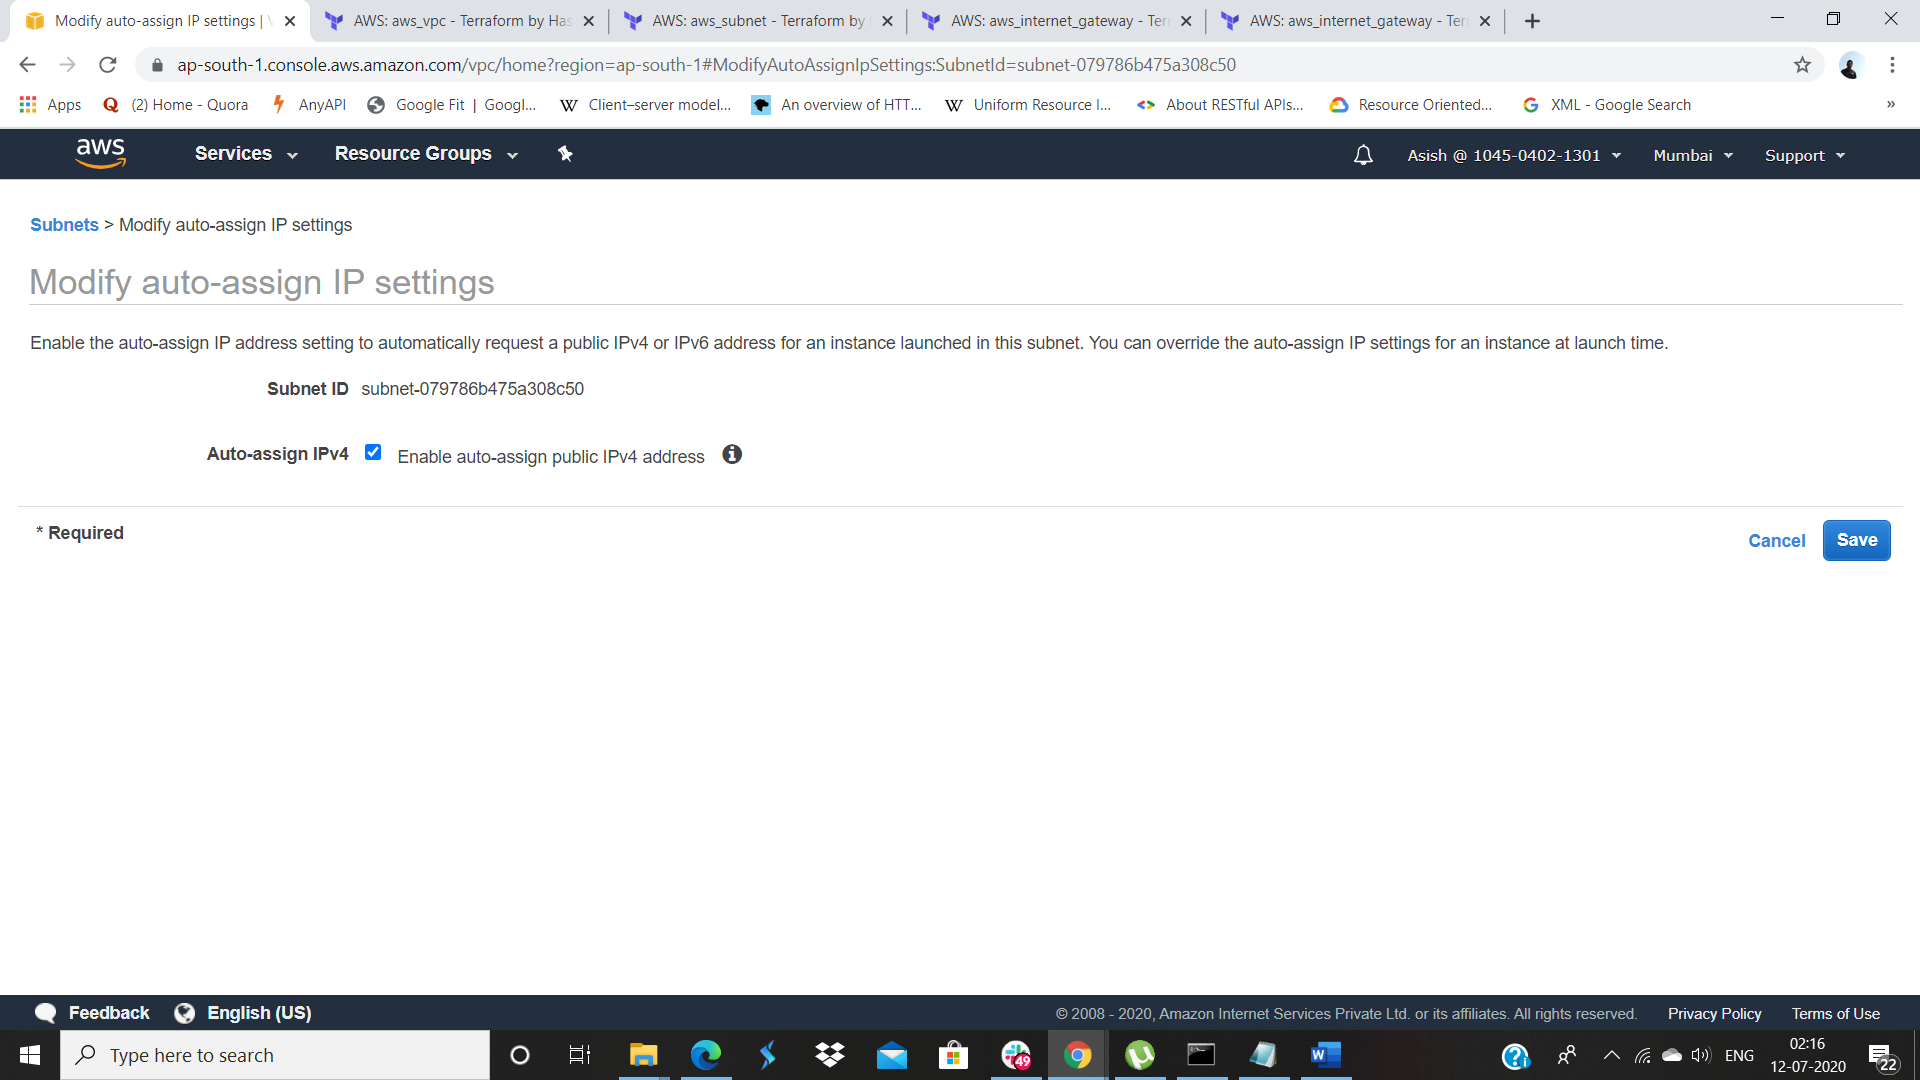 Modify auto-assign IP settings | V
AWS: aws_vpc - Terraform by Has
AWS: aws_subnet - Terraform by H
AWS: aws_internet_gateway - Terr
AWS: aws_internet_gateway - Terr
ap-south-1.console.aws.amazon.com/vpc/home?region=ap-south-1#ModifyAutoAssignIpSettings:SubnetId=subnet-079786b475a308c50
Apps
(2) Home - Quora
AnyAPI
Google Fit | Googl...
Client–server model...
An overview of HTT...
Uniform Resource I...
About RESTful APIs...
Resource Oriented...
XML - Google Search
»
aws
Services
Resource Groups
Asish @ 1045-0402-1301
Mumbai
Support
Subnets > Modify auto-assign IP settings
Modify auto-assign IP settings
Enable the auto-assign IP address setting to automatically request a public IPv4 or IPv6 address for an instance launched in this subnet. You can override the auto-assign IP settings for an instance at launch time.
Subnet ID subnet-079786b475a308c50
Auto-assign IPv4 Enable auto-assign public IPv4 address
* Required
Cancel
Save
Feedback
English (US)
© 2008 - 2020, Amazon Internet Services Private Ltd. or its affiliates. All rights reserved.
Privacy Policy
Terms of Use
Type here to search
49
ENG
02:16
12-07-2020
22